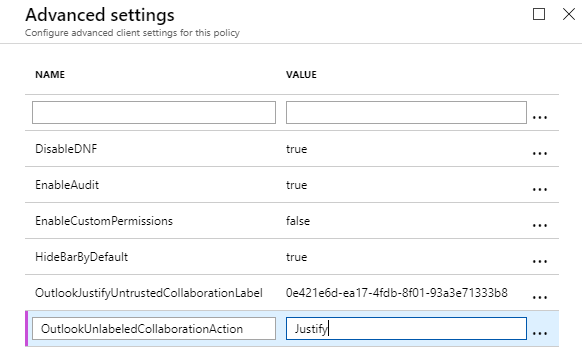 Advanced settings
Configure advanced client settings for this policy
NAME VALUE
...
DisableDNF true ...
EnableAudit true ...
EnableCustomPermissions false ...
HideBarByDefault true ...
OutlookJustifyUntrustedCollaborationLabel 0e421e6d-ea17-4fdb-8f01-93a3e71333b8 ...
OutlookUnlabeledCollaborationAction Justify ...